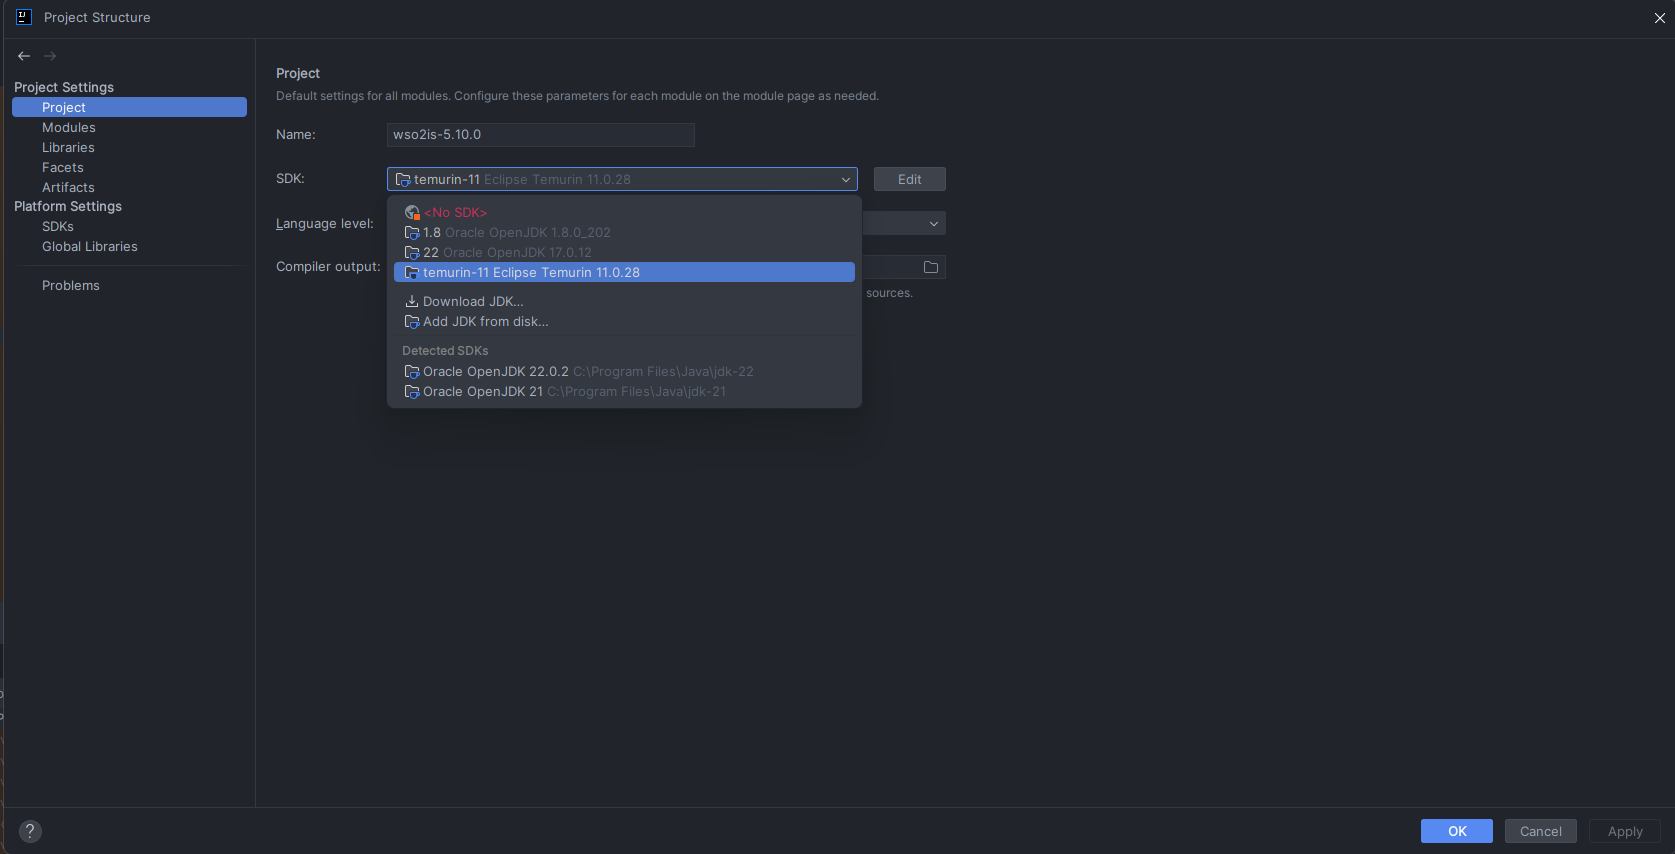 Project Structure
Project Settings
Project
Modules
Libraries
Facets
Artifacts
Platform Settings
SDKs
Global Libraries
Problems
Project
Default settings for all modules. Configure these parameters for each module on the module page as needed.
Name: wso2is-5.10.0
SDK: temurin-11 Eclipse Temurin 11.0.28 Edit
<No SDK>
Language level:
1.8 Oracle OpenJDK 1.8.0_202
22 Oracle OpenJDK 17.0.12
Compiler output:
temurin-11 Eclipse Temurin 11.0.28
sources.
Download JDK...
Add JDK from disk...
Detected SDKs
Oracle OpenJDK 22.0.2 C:\Program Files\Java\jdk-22
Oracle OpenJDK 21 C:\Program Files\Java\jdk-21
?
OK Cancel Apply